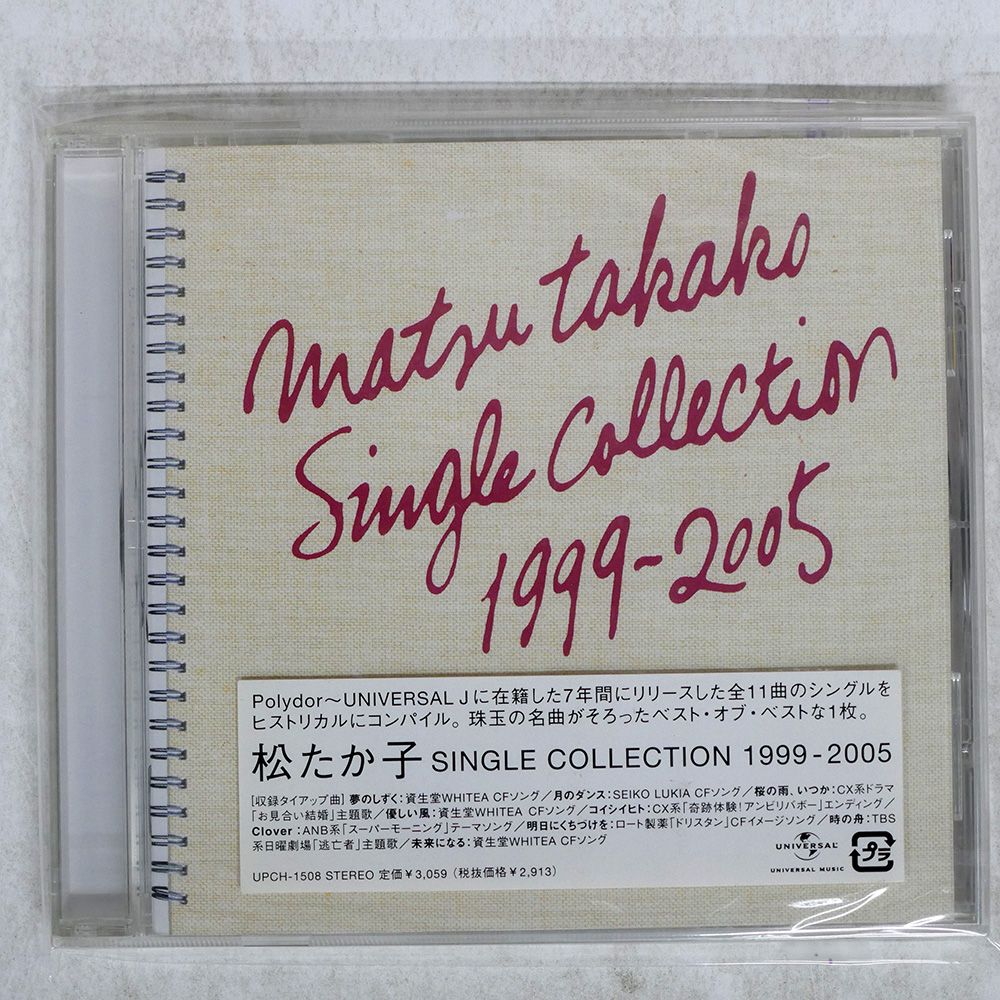 Matsu takako
Single Collection
1999-2005
Polydor〜UNIVERSAL Jに在籍した7年間にリリースした全11曲のシングルを
ヒストリカルにコンパイル。珠玉の名曲がそろったベスト・オブ・ベストな1枚。
松たか子 SINGLE COLLECTION 1999-2005
[収録タイアップ曲] 夢のしずく：資生堂WHITEA CFソング／月のダンス：SEIKO LUKIA CFソング／桜の雨、いつか：CX系ドラマ
「お見合い結婚」主題歌／優しい風：資生堂WHITEA CFソング／コイシイヒト：CX系「奇跡体験！アンビリバボー」エンディング／
Clover：ANB系「スーパーモーニング」テーマソング／明日にくちづけを：ロート製薬「ドリスタン」CFイメージソング／時の舟：TBS
系日曜劇場「逃亡者」主題歌／未来になる：資生堂WHITEA CFソング
UPCH-1508 STEREO 定価￥3,059（税抜価格￥2,913）
UNIVERSAL
UNIVERSAL MUSIC
プラ